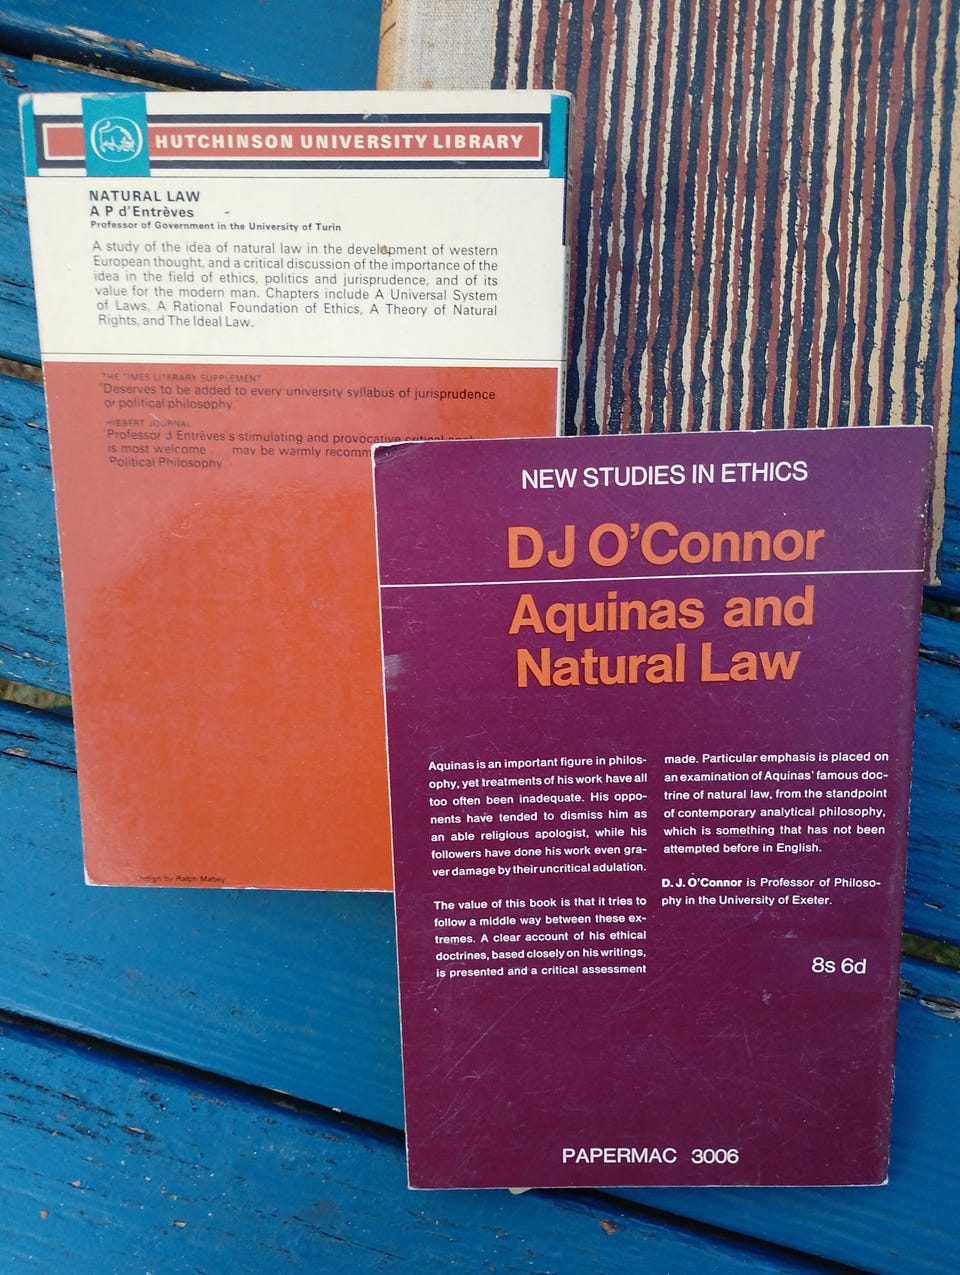 HUTCHINSON UNIVERSITY LIBRARY
NATURAL LAW
A P d'Entrèves
Professor of Government in the University of Turin
A study of the idea of natural law in the development of western
European thought, and a critical discussion of the importance of the
idea in the field of ethics, politics and jurisprudence, and of its
value for the modern man. Chapters include A Universal System
of Laws, A Rational Foundation of Ethics, A Theory of Natural
Rights, and The Ideal Law.
THE TIMES LITERARY SUPPLEMENT
'Deserves to be added to every university syllabus of jurisprudence
or political philosophy'
HIBBERT JOURNAL
'Professor d'Entrèves's stimulating and provocative critical
is most welcome may be warmly
Political Philosophy'
Design by Ralph Mabey
NEW STUDIES IN ETHICS
DJ O'Connor
Aquinas and
Natural Law
Aquinas is an important figure in philos-
ophy, yet treatments of his work have all
too often been inadequate. His oppo-
nents have tended to dismiss him as
an able religious apologist, while his
followers have done his work even gra-
ver damage by their uncritical adulation.
The value of this book is that it tries to
follow a middle way between these ex-
tremes. A clear account of his ethical
doctrines, based closely on his writings,
is presented and a critical assessment
made. Particular emphasis is placed on
an examination of Aquinas' famous doc-
trine of natural law, from the standpoint
of contemporary analytical philosophy,
which is something that has not been
attempted before in English.
D. J. O'Connor is Professor of Philoso-
phy in the University of Exeter.
8s 6d
PAPERMAC 3006